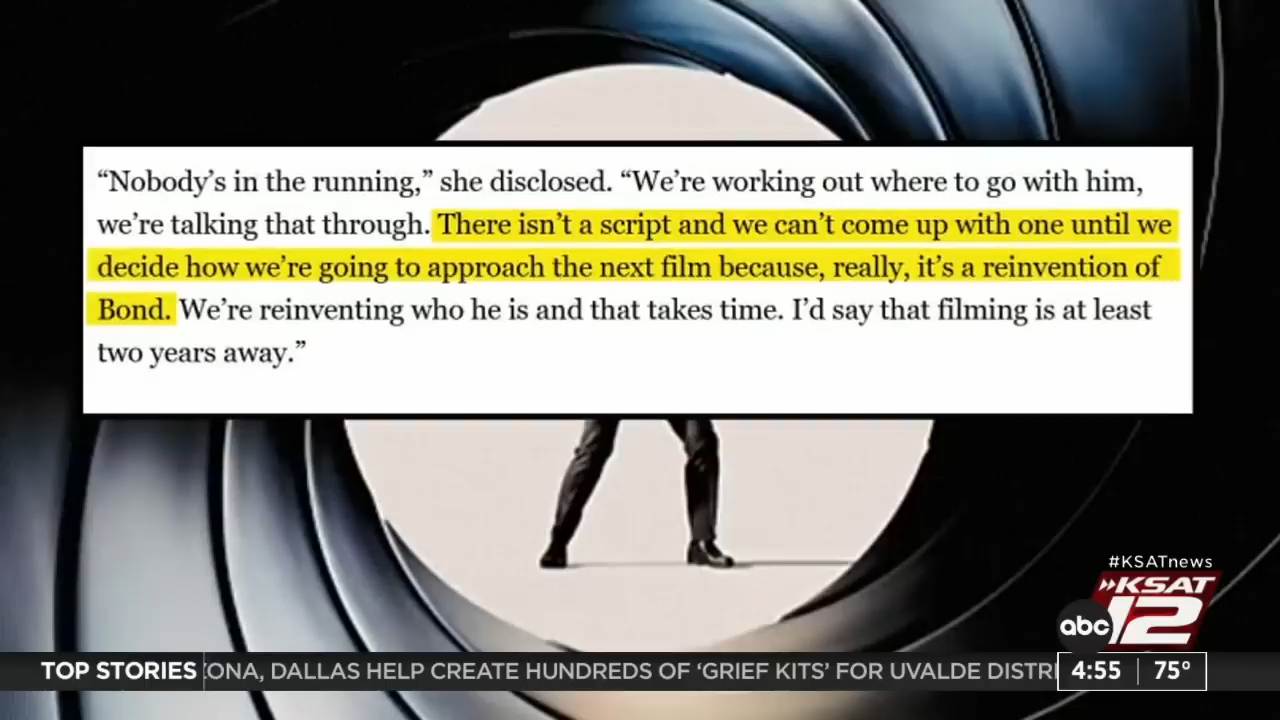 “Nobody’s in the running,” she disclosed. “We’re working out where to go with him,
we’re talking that through. There isn’t a script and we can’t come up with one until we
decide how we’re going to approach the next film because, really, it’s a reinvention of
Bond. We’re reinventing who he is and that takes time. I’d say that filming is at least
two years away.”
#KSATnews
KSAT
abc 12
TOP STORIES ZONA, DALLAS HELP CREATE HUNDREDS OF ‘GRIEF KITS’ FOR UVALDE DISTRI 4:55 75°